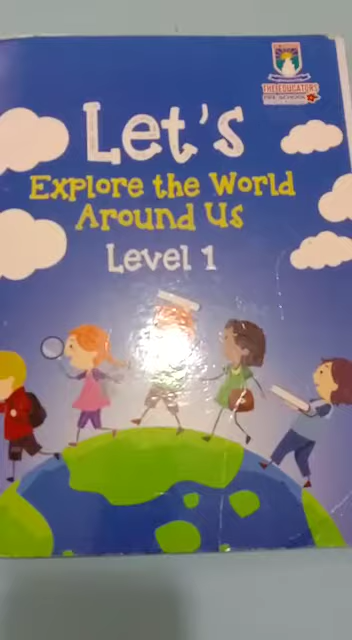 THE EDUCATORS
Let's
Explore the World
Around Us
Level 1